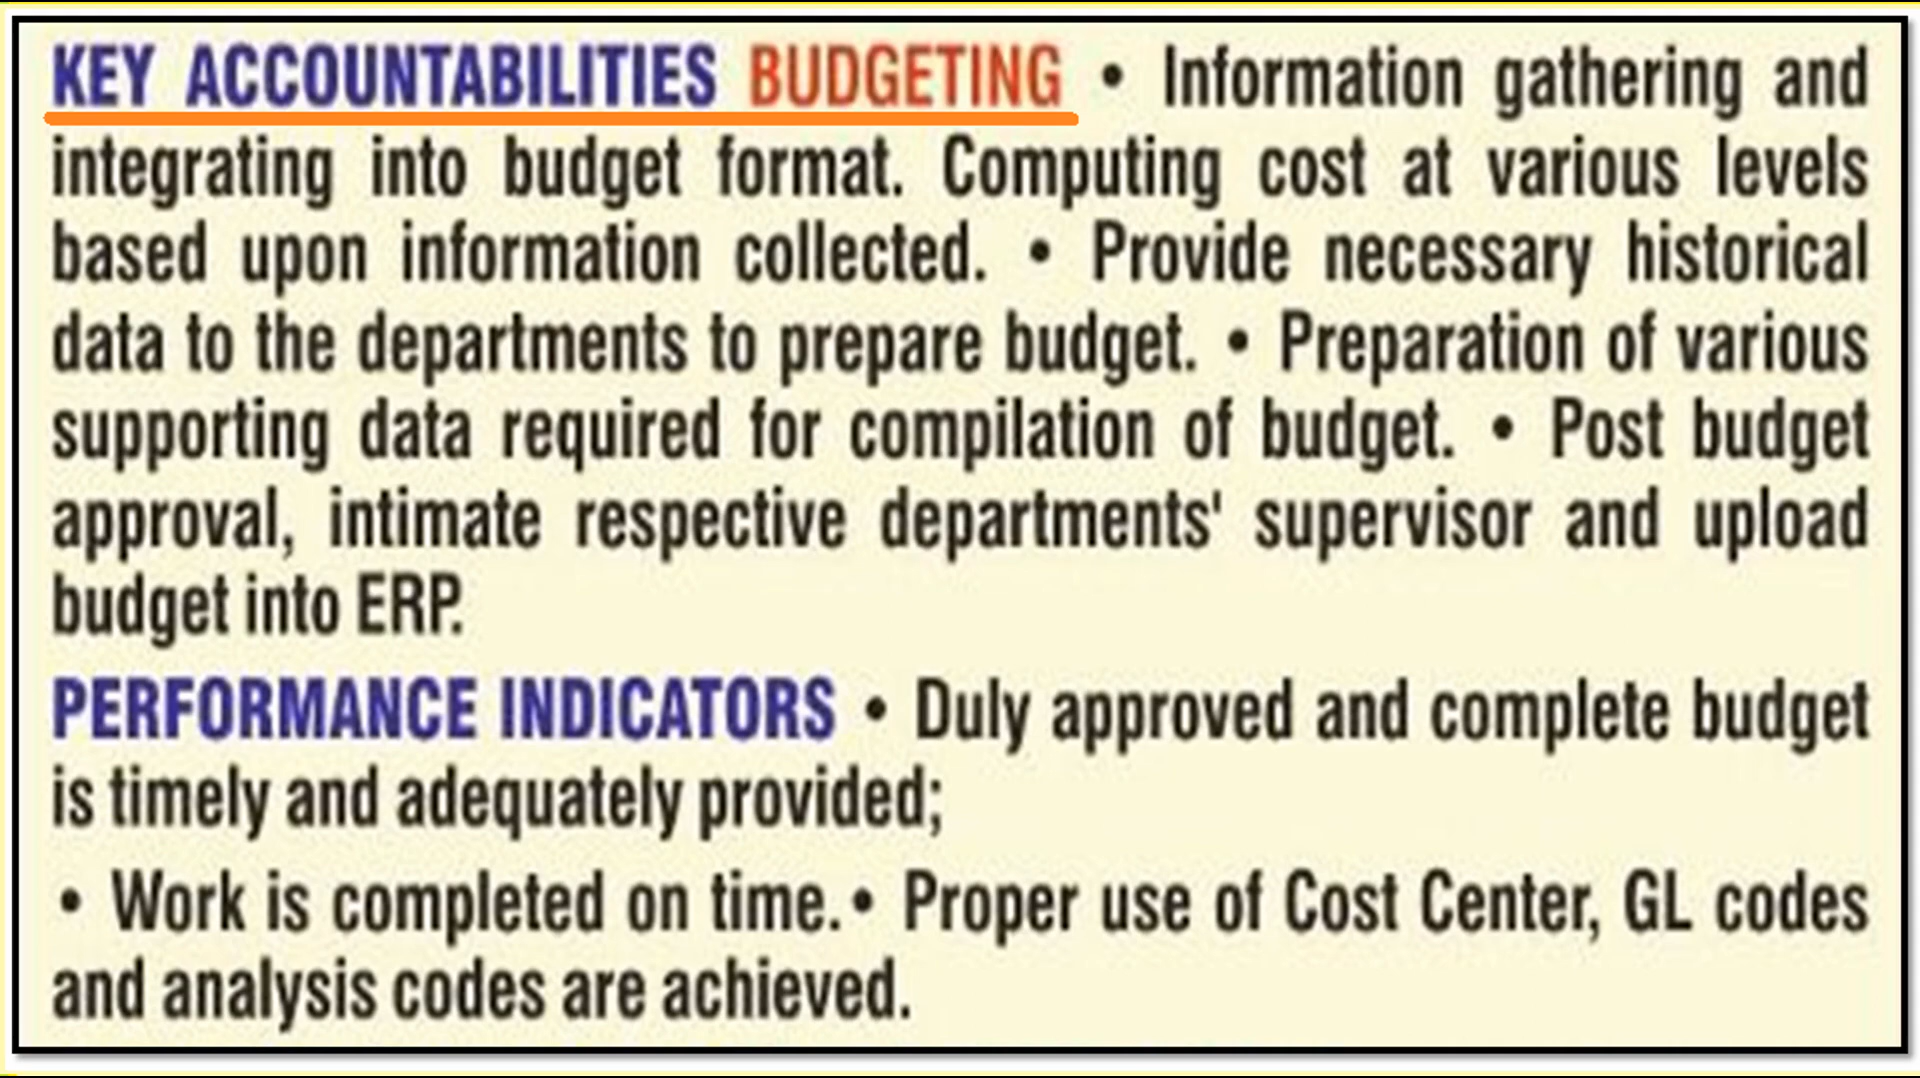 KEY ACCOUNTABILITIES BUDGETING • Information gathering and
integrating into budget format. Computing cost at various levels
based upon information collected. • Provide necessary historical
data to the departments to prepare budget. • Preparation of various
supporting data required for compilation of budget. • Post budget
approval, intimate respective departments' supervisor and upload
budget into ERP.
PERFORMANCE INDICATORS • Duly approved and complete budget
is timely and adequately provided;
• Work is completed on time. • Proper use of Cost Center, GL codes
and analysis codes are achieved.